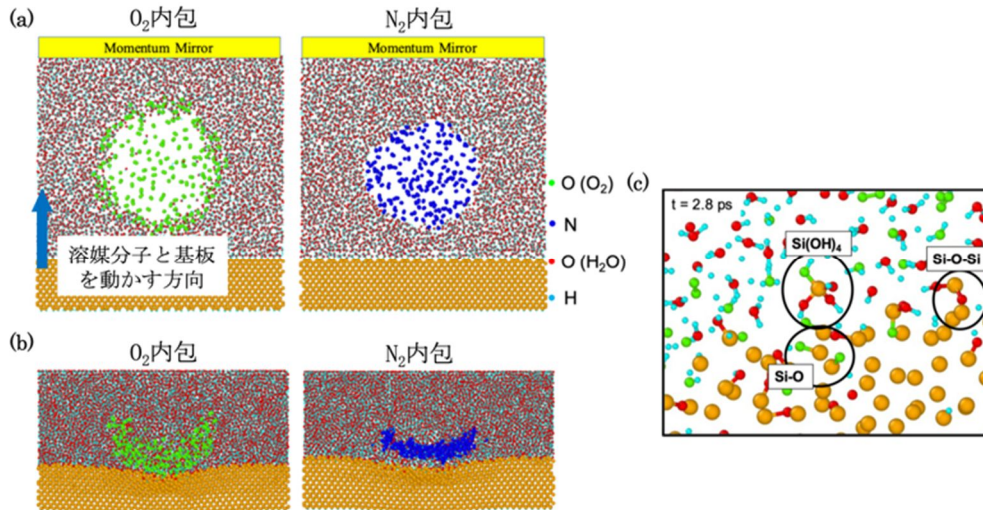 (a)
O₂内包
N₂内包
Momentum Mirror
Momentum Mirror
溶媒分子と基板
を動かす方向
O (O₂)
N
O (H₂O)
H
(b)
O₂内包
N₂内包
(c)
t = 2.8 ps
Si(OH)₄
Si-O-Si
Si-O